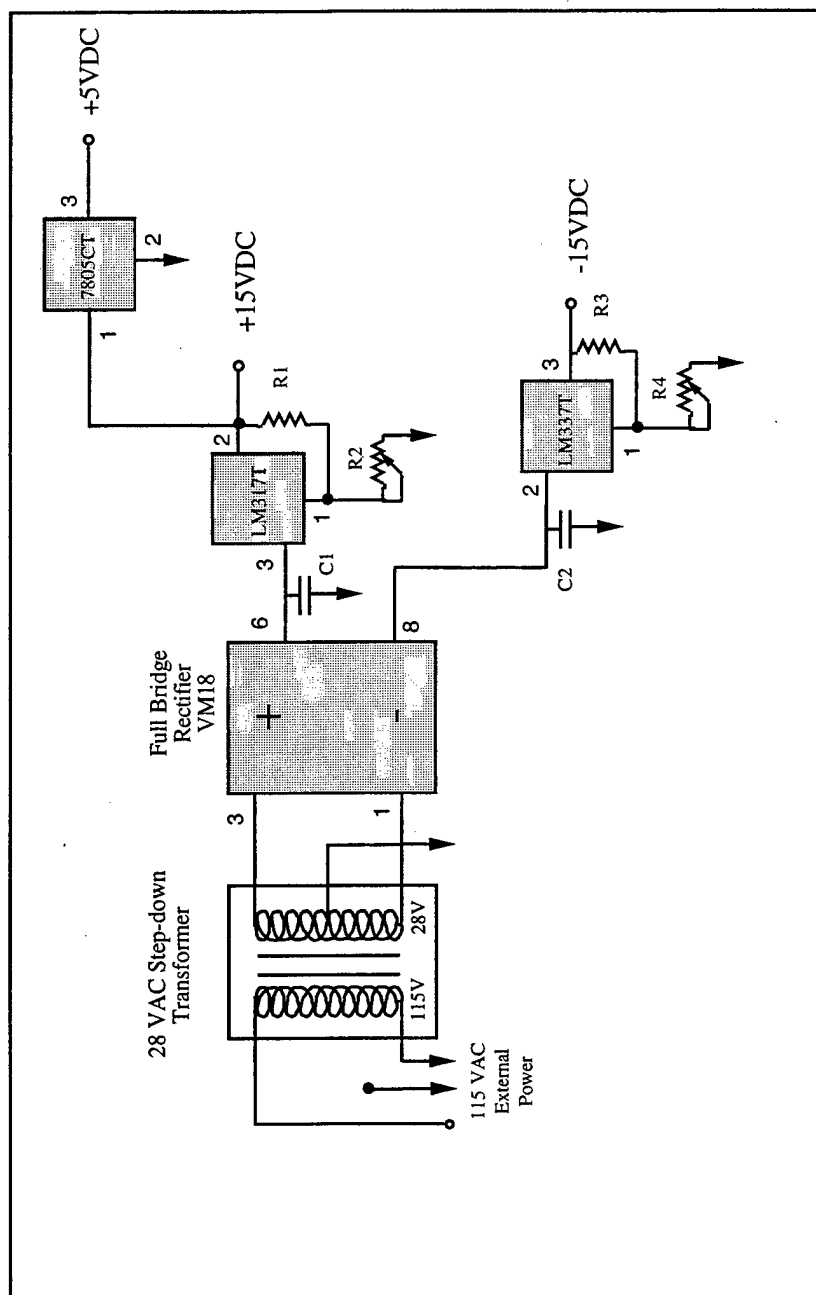 28 VAC Step-down
Transformer
115V
28V
115 VAC
External
Power
Full Bridge
Rectifier
VM18
+
-
3
1
6
8
C1
3
LM317T
2
1
R1
R2
+15VDC
1
7805CT
3
2
+5VDC
C2
2
LM337T
3
1
R3
R4
-15VDC